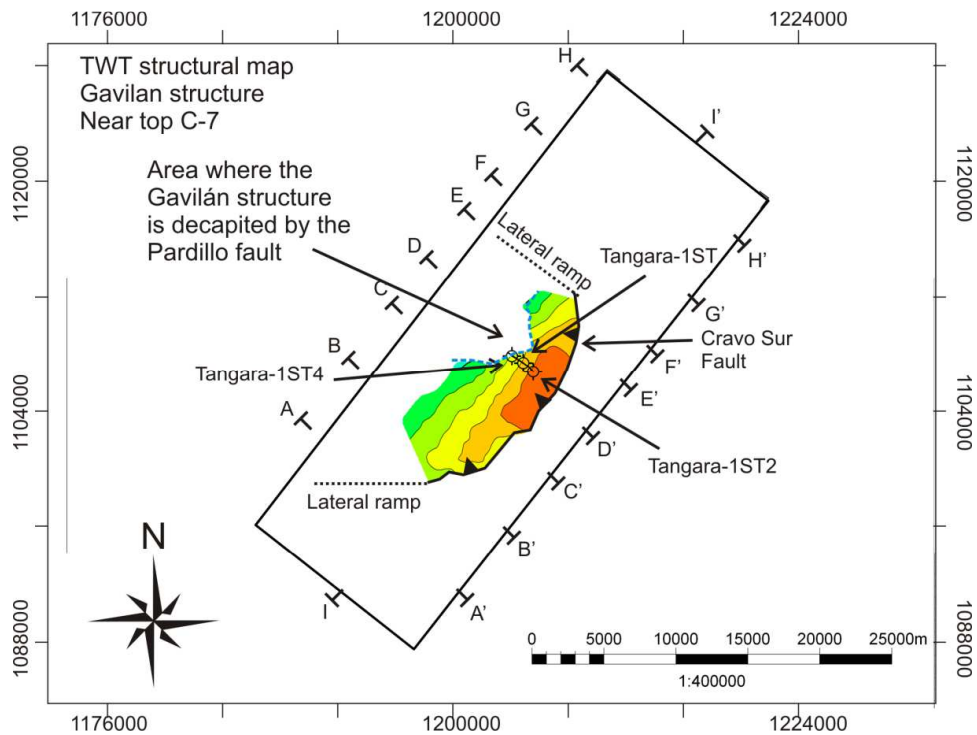 1176000
1200000
1224000
TWT structural map
Gavilan structure
Near top C-7
H
G
I'
Area where the
Gavilán structure
is decapited by the
Pardillo fault
F
E
D
C
B
A
1120000
1120000
Lateral ramp
Tangara-1ST
H'
G'
Cravo Sur
Fault
F'
E'
Tangara-1ST4
1104000
1104000
D'
Tangara-1ST2
C'
Lateral ramp
B'
N
I
A'
1088000
1088000
0 5000 10000 15000 20000 25000m
1:400000
1176000
1200000
1224000